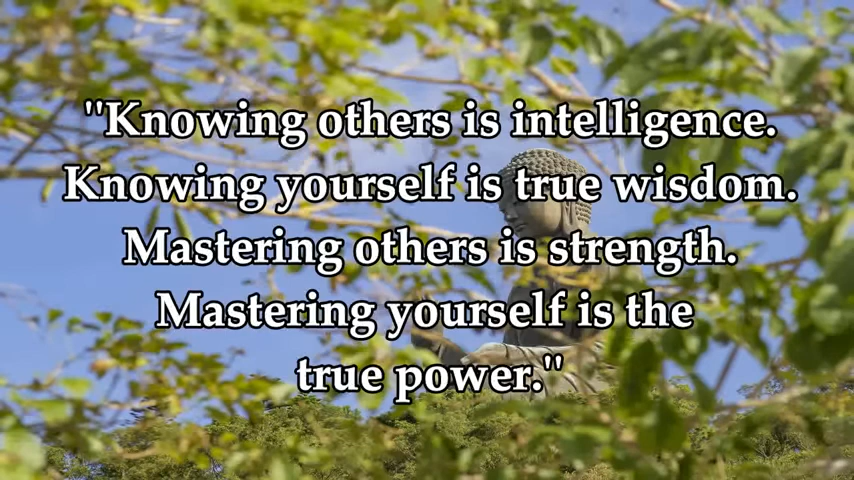 "Knowing others is intelligence.
Knowing yourself is true wisdom.
Mastering others is strength.
Mastering yourself is the
true power."